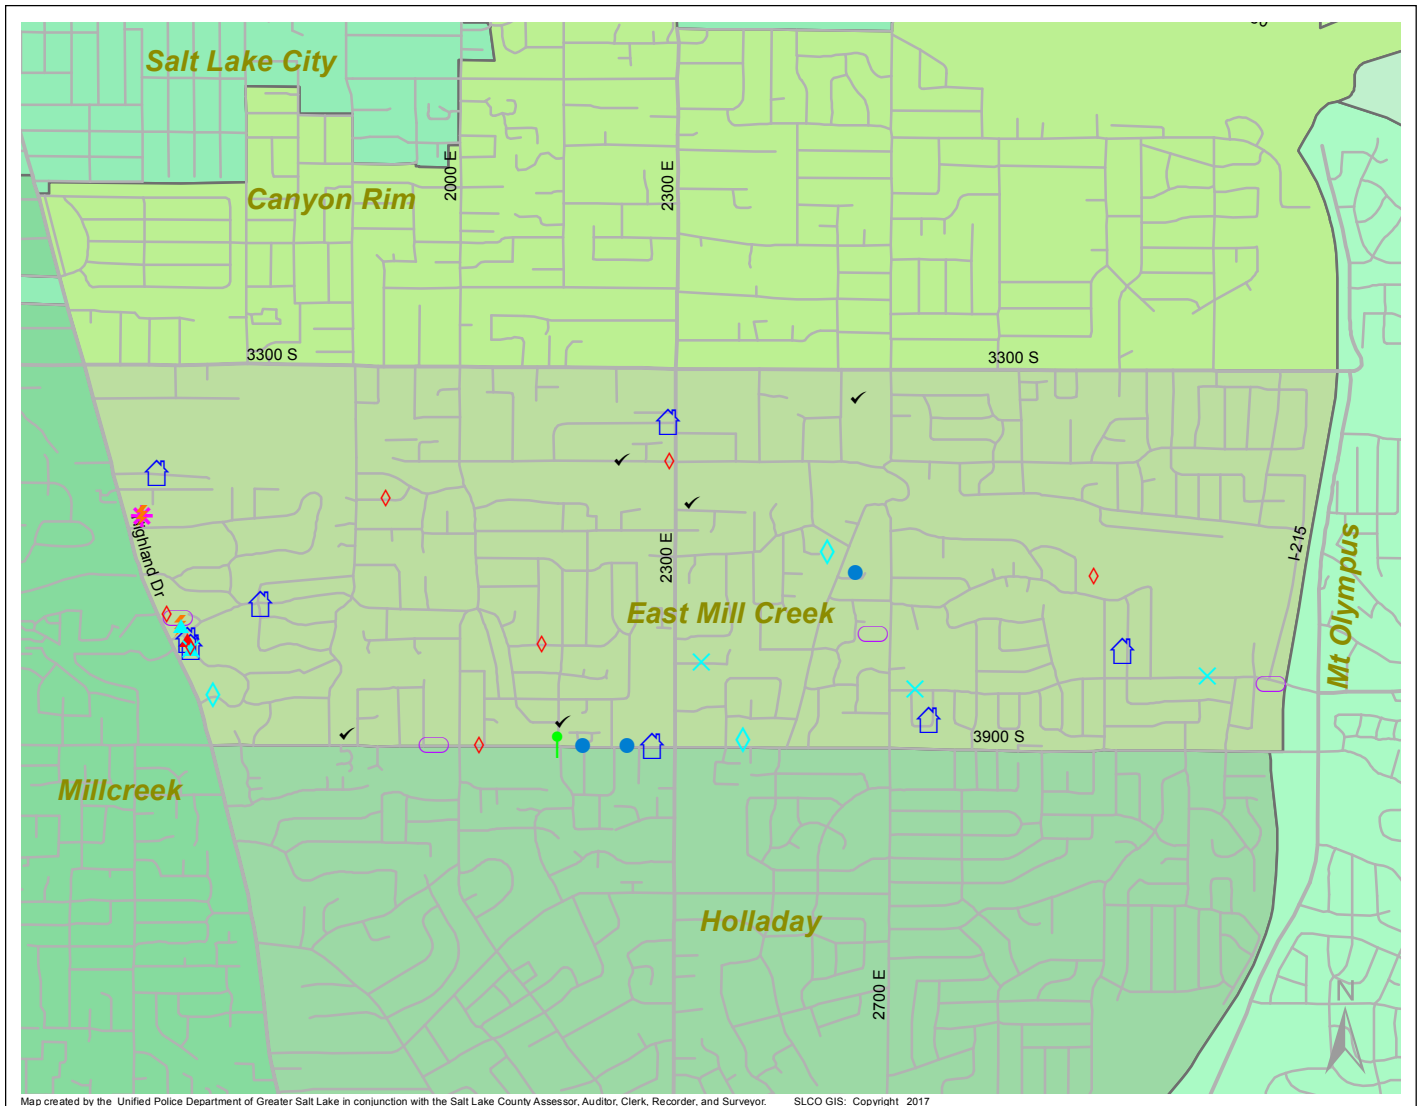 Salt Lake City
Canyon Rim
2000 E
2300 E
3300 S
3300 S
Highland Dr
2300 E
East Mill Creek
I-215
Mt Olympus
3900 S
Millcreek
Holladay
2700 E
N
Map created by the Unified Police Department of Greater Salt Lake in conjunction with the Salt Lake County Assessor, Auditor, Clerk, Recorder, and Surveyor. SLCO GIS: Copyright 2017